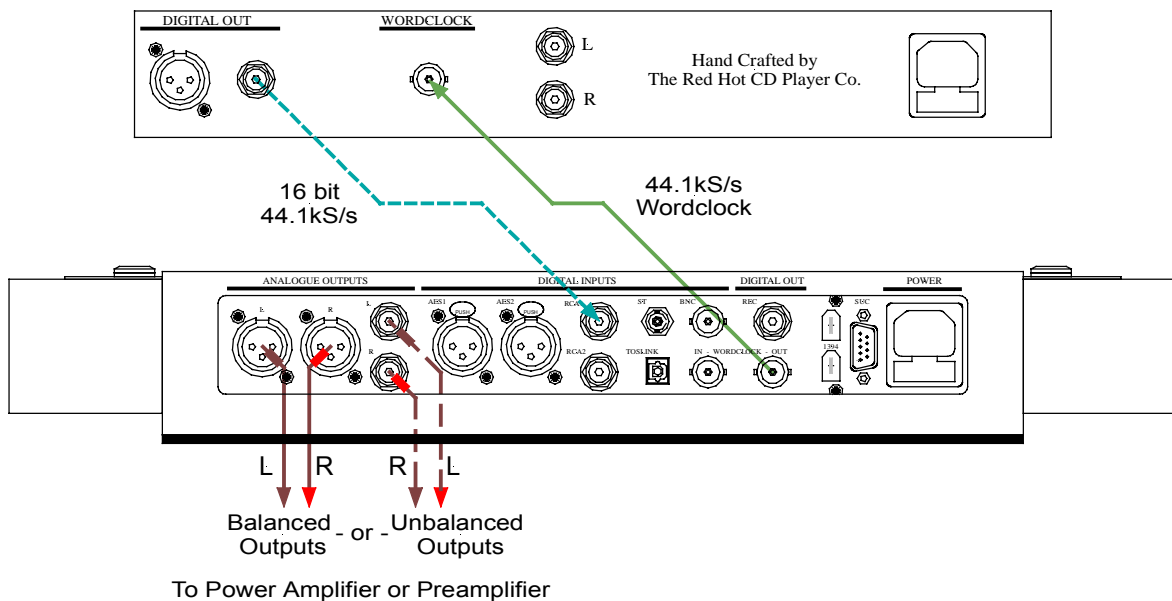 DIGITAL OUT
WORDCLOCK
L
R
Hand Crafted by
The Red Hot CD Player Co.
16 bit
44.1kS/s
44.1kS/s
Wordclock
ANALOGUE OUTPUTS
DIGITAL INPUTS
DIGITAL OUT
POWER
L
R
L
R
AES1
PUSH
AES2
PUSH
RCA
ST
BNC
REC
RCA2
TOSLINK
IN - WORDCLOCK - OUT
1394
L
R
R
L
Balanced
Outputs
- or -
Unbalanced
Outputs
To Power Amplifier or Preamplifier